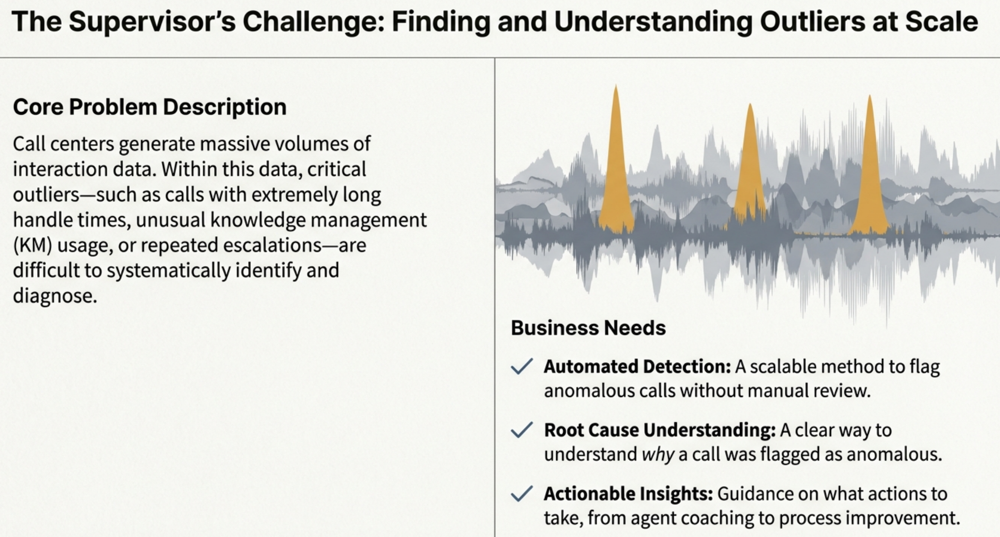 The Supervisor’s Challenge: Finding and Understanding Outliers at Scale
Core Problem Description
Call centers generate massive volumes of
interaction data. Within this data, critical
outliers—such as calls with extremely long
handle times, unusual knowledge management
(KM) usage, or repeated escalations—are
difficult to systematically identify and
diagnose.
Business Needs
Automated Detection: A scalable method to flag
anomalous calls without manual review.
Root Cause Understanding: A clear way to
understand why a call was flagged as anomalous.
Actionable Insights: Guidance on what actions to
take, from agent coaching to process improvement.